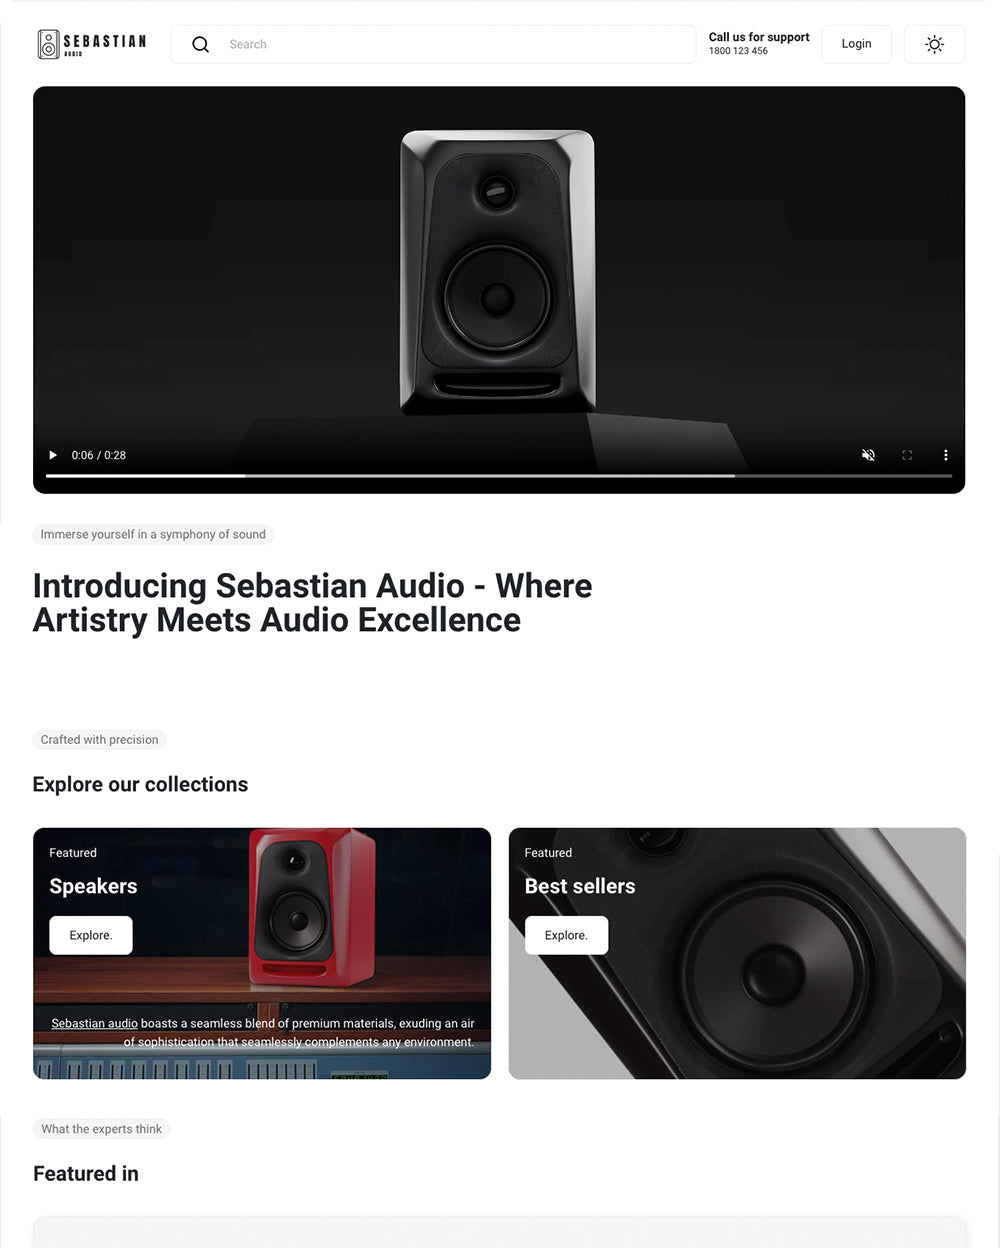 SEBASTIAN
AUDIO
Search
Call us for support
1800 123 456
Login
0:06 / 0:28
Immerse yourself in a symphony of sound
Introducing Sebastian Audio - Where
Artistry Meets Audio Excellence
Crafted with precision
Explore our collections
Featured
Speakers
Explore.
Sebastian audio boasts a seamless blend of premium materials, exuding an air
of sophistication that seamlessly complements any environment.
Featured
Best sellers
Explore.
What the experts think
Featured in